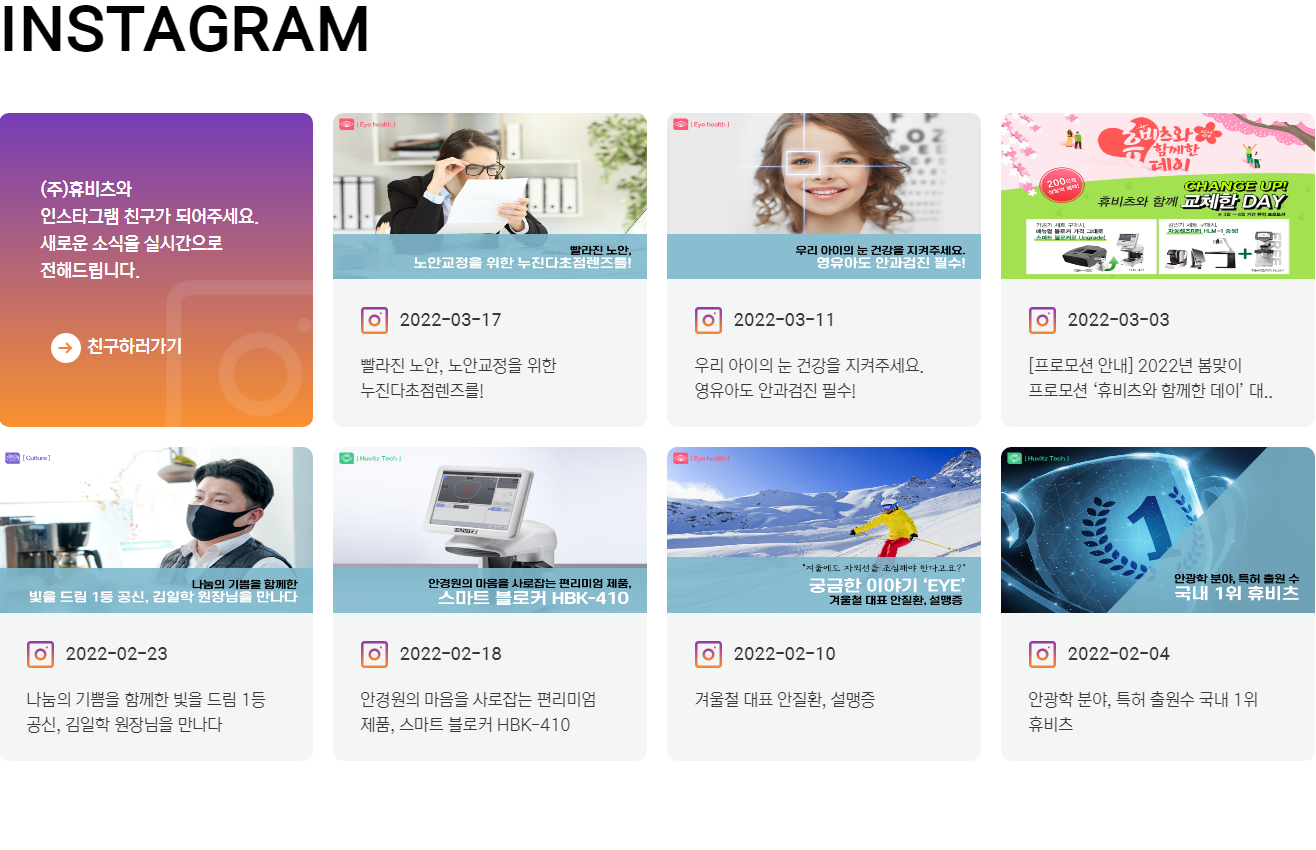 INSTAGRAM
(주)휴비츠와
인스타그램 친구가 되어주세요.
새로운 소식을 실시간으로
전해드립니다.
친구하러가기
[ Eye health ]
빨라진 노안,
노안교정을 위한 누진다초점렌즈를!
2022-03-17
빨라진 노안, 노안교정을 위한
누진다초점렌즈를!
[ Eye health ]
우리 아이의 눈 건강을 지켜주세요.
영유아도 안과검진 필수!
2022-03-11
우리 아이의 눈 건강을 지켜주세요.
영유아도 안과검진 필수!
휴비츠와
함께한
데이
CHANGE UP!
휴비츠와 함께 교체한 DAY
스마트 블로커로 Upgrade!
FREE
2022-03-03
[프로모션 안내] 2022년 봄맞이
프로모션 ‘휴비츠와 함께한 데이’ 대..
[ Culture ]
나눔의 기쁨을 함께한
빛을 드림 1등 공신, 김일학 원장님을 만나다
2022-02-23
나눔의 기쁨을 함께한 빛을 드림 1등
공신, 김일학 원장님을 만나다
[ Huvitz Tech ]
HUVITZ
안경원의 마음을 사로잡는 편리미엄 제품,
스마트 블로커 HBK-410
2022-02-18
안경원의 마음을 사로잡는 편리미엄
제품, 스마트 블로커 HBK-410
[ Eye health ]
"겨울에도 자외선을 조심해야 한다고요?"
궁금한 이야기 ‘EYE’
겨울철 대표 안질환, 설맹증
2022-02-10
겨울철 대표 안질환, 설맹증
[ Huvitz Tech ]
1
안광학 분야, 특허 출원 수
국내 1위 휴비츠
2022-02-04
안광학 분야, 특허 출원수 국내 1위
휴비츠